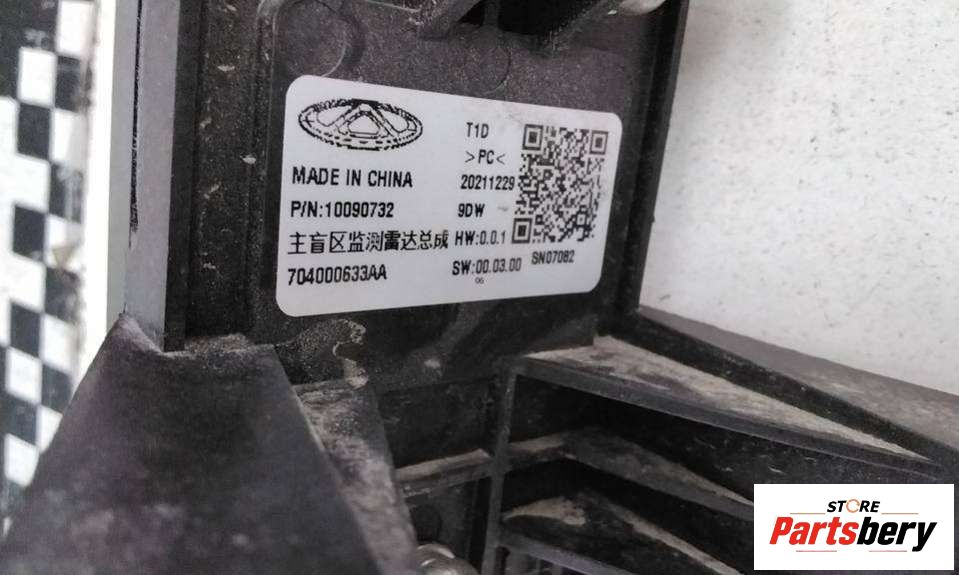 T1D
>PC<
MADE IN CHINA
20211229
P/N:10090732
9DW
主盲区监测雷达总成
HW:0.0.1
704000633AA
SW:00.03.00
SN07082
06
STORE
Partsbery